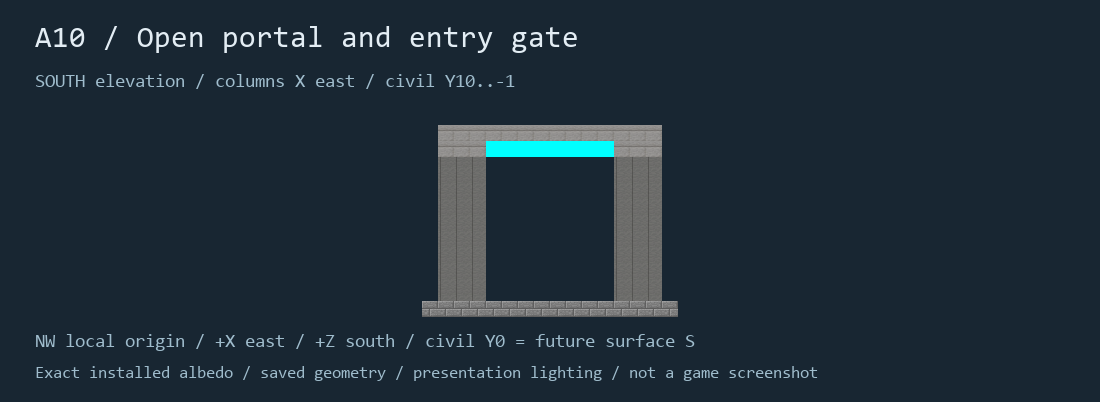 A10 / Open portal and entry gate
SOUTH elevation / columns X east / civil Y10..-1
NW local origin / +X east / +Z south / civil Y0 = future surface S
Exact installed albedo / saved geometry / presentation lighting / not a game screenshot